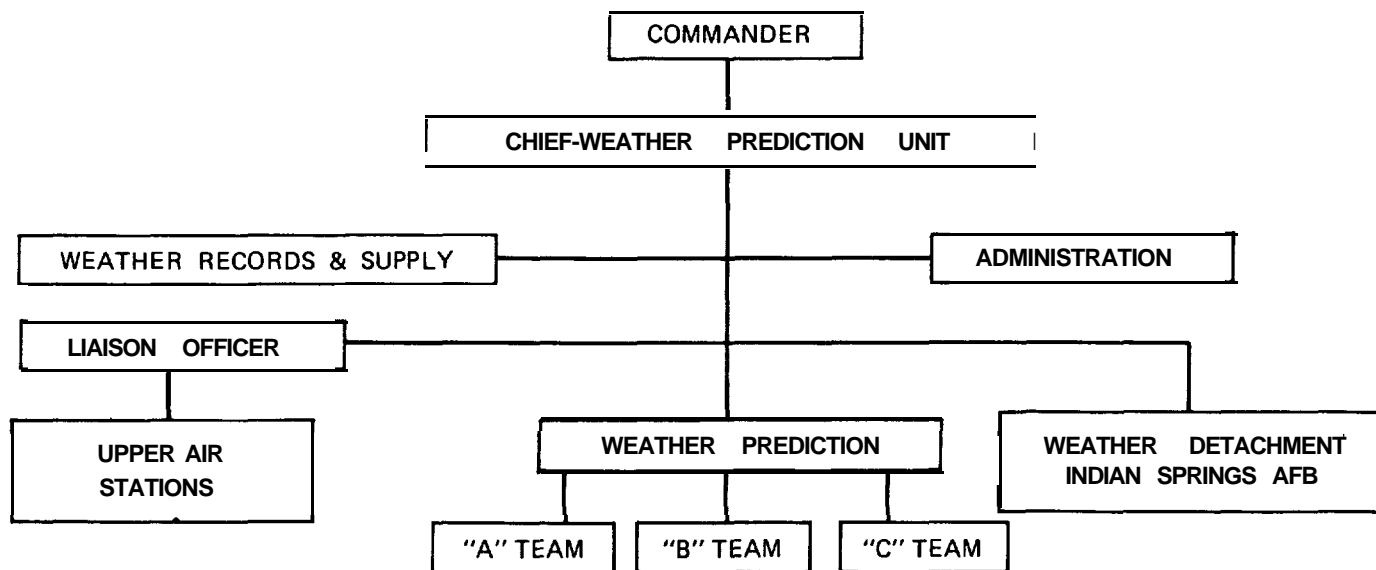 COMMANDER
CHIEF-WEATHER PREDICTION UNIT
WEATHER RECORDS & SUPPLY
ADMINISTRATION
LIAISON OFFICER
UPPER AIR
STATIONS
WEATHER PREDICTION
WEATHER DETACHMENT
INDIAN SPRINGS AFB
"A" TEAM
"B" TEAM
"C" TEAM